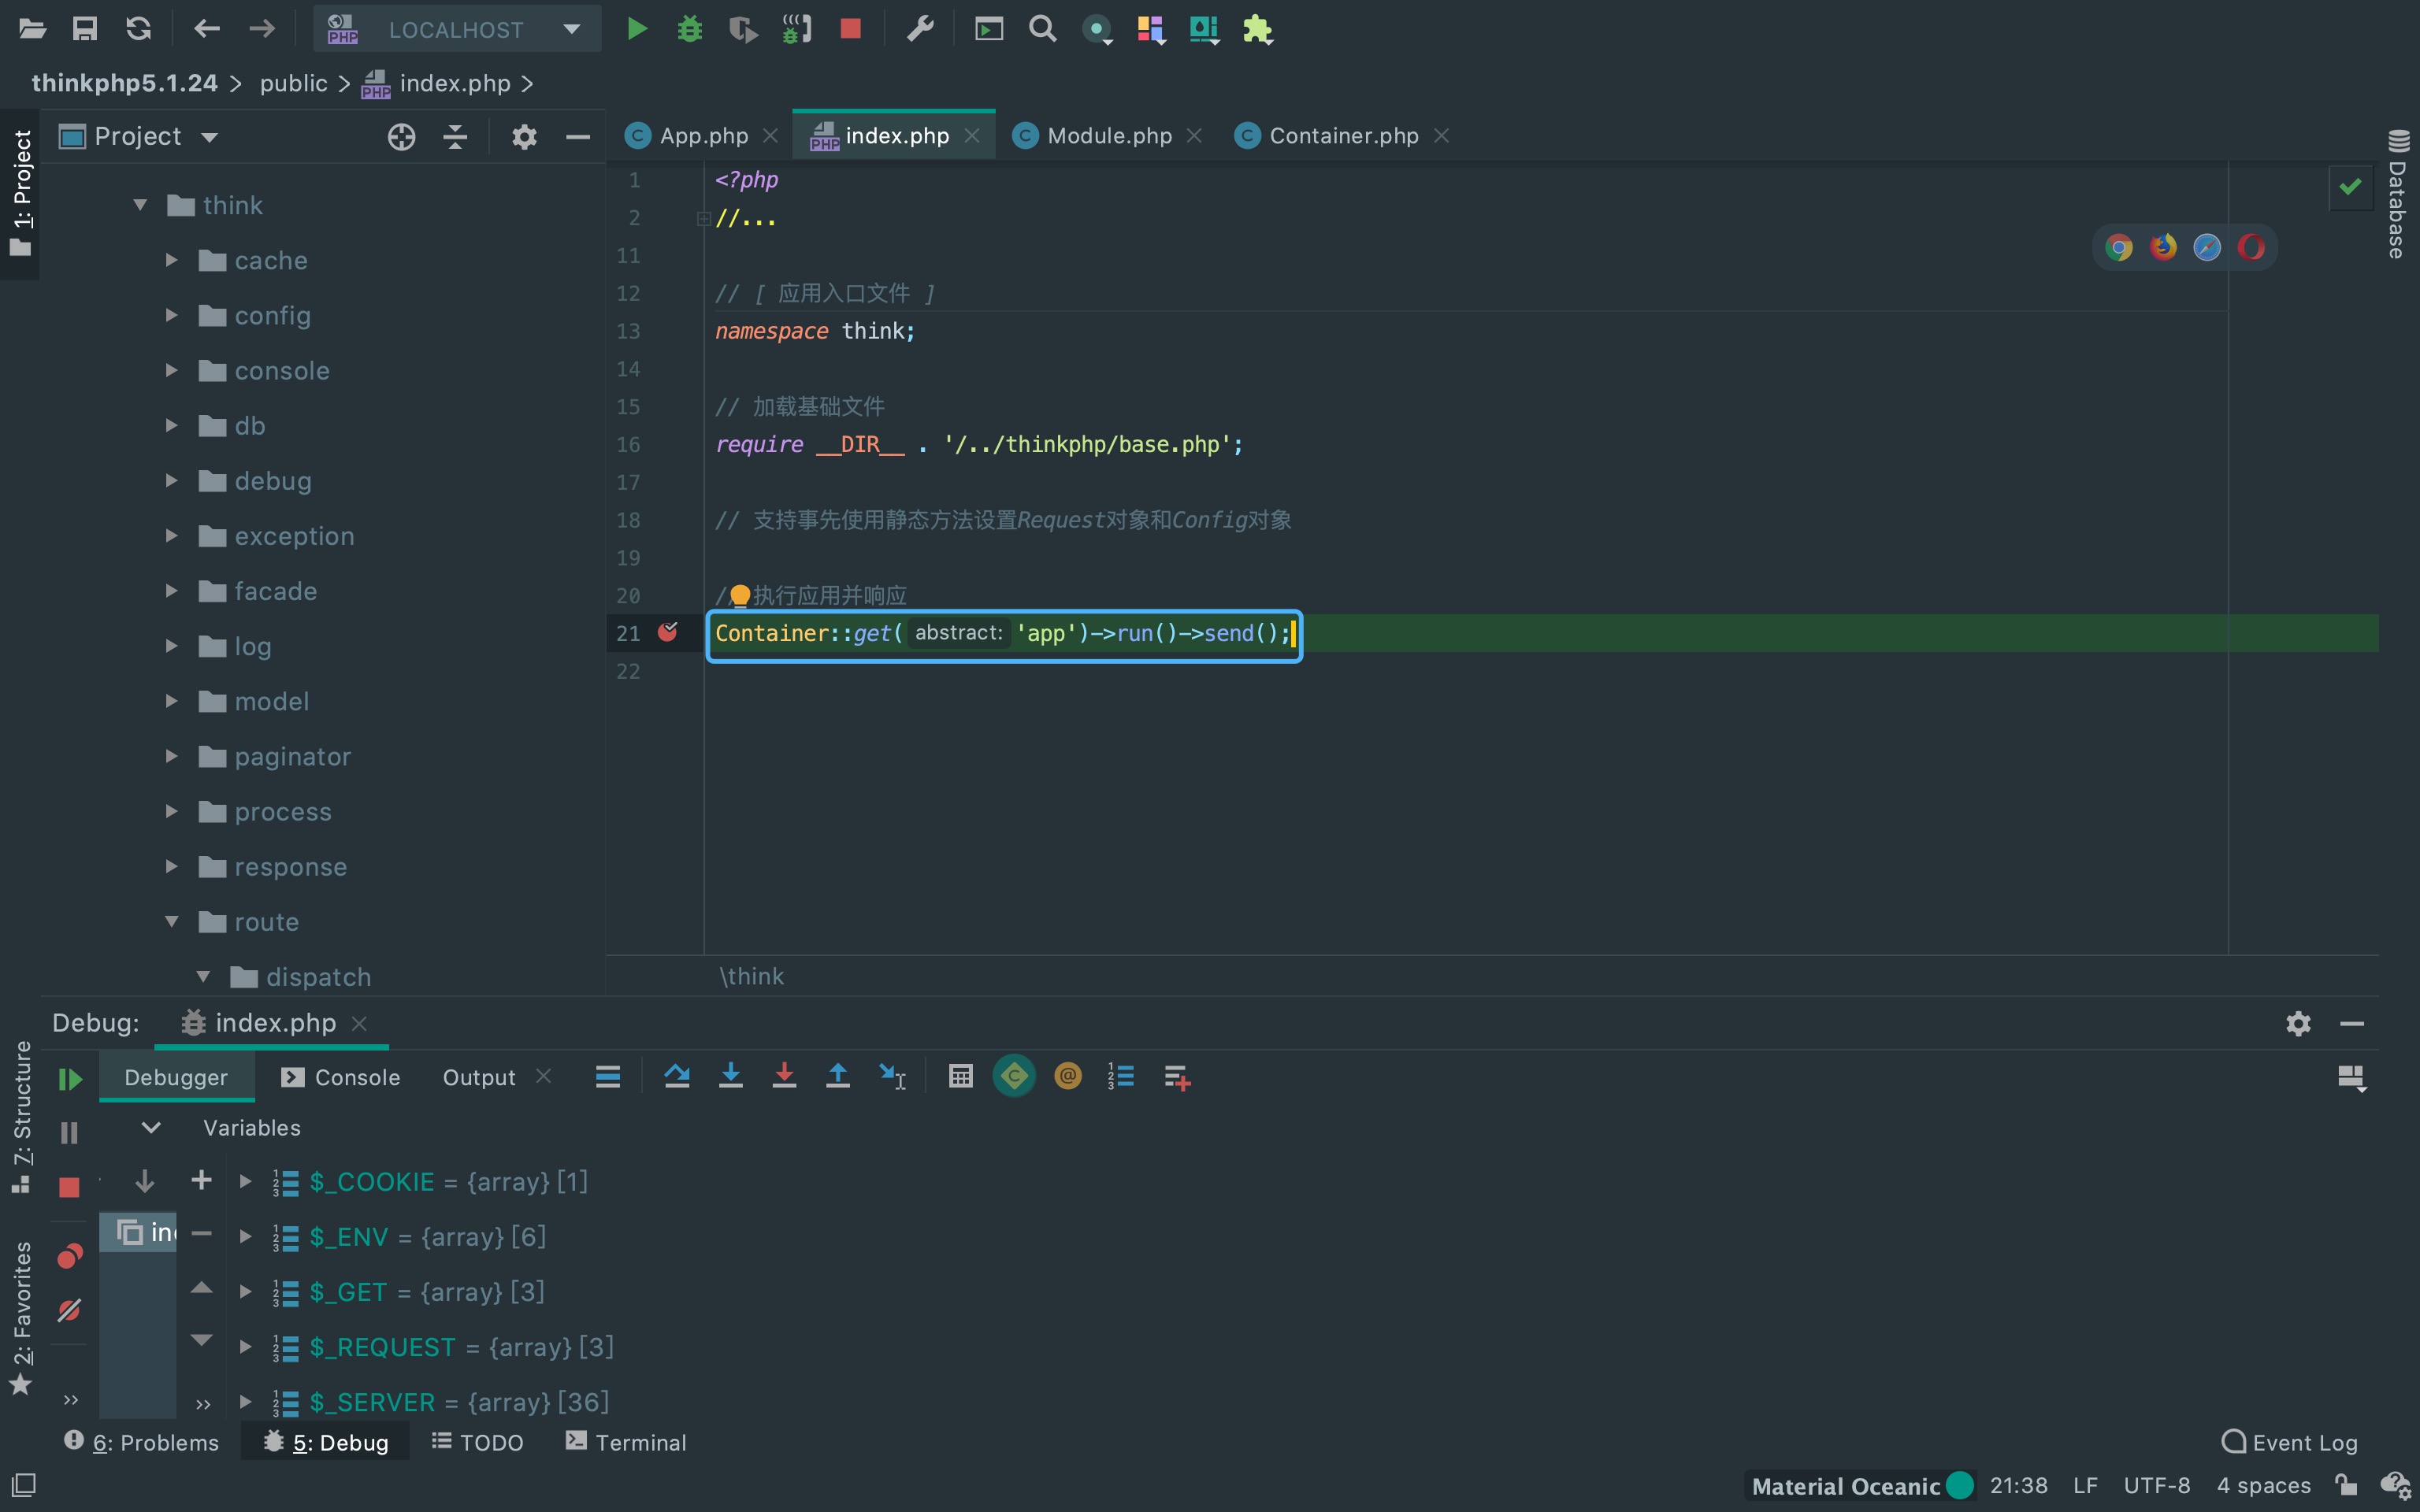 PHP LOCALHOST
thinkphp5.1.24 > public > index.php >
Project
App.php index.php Module.php Container.php
1: Project
7: Structure
2: Favorites
Database
think
cache
config
console
db
debug
exception
facade
log
model
paginator
process
response
route
dispatch
1 <?php
2 //...
11
12 // [ 应用入口文件 ]
13 namespace think;
14
15 // 加载基础文件
16 require __DIR__ . '/../thinkphp/base.php';
17
18 // 支持事先使用静态方法设置Request对象和Config对象
19
20 // 执行应用并响应
21 Container::get( abstract: 'app')->run()->send();
22
\think
Debug: index.php
Debugger Console Output
Variables
$_COOKIE = {array} [1]
$_ENV = {array} [6]
$_GET = {array} [3]
$_REQUEST = {array} [3]
$_SERVER = {array} [36]
6: Problems 5: Debug TODO Terminal Event Log
Material Oceanic 21:38 LF UTF-8 4 spaces